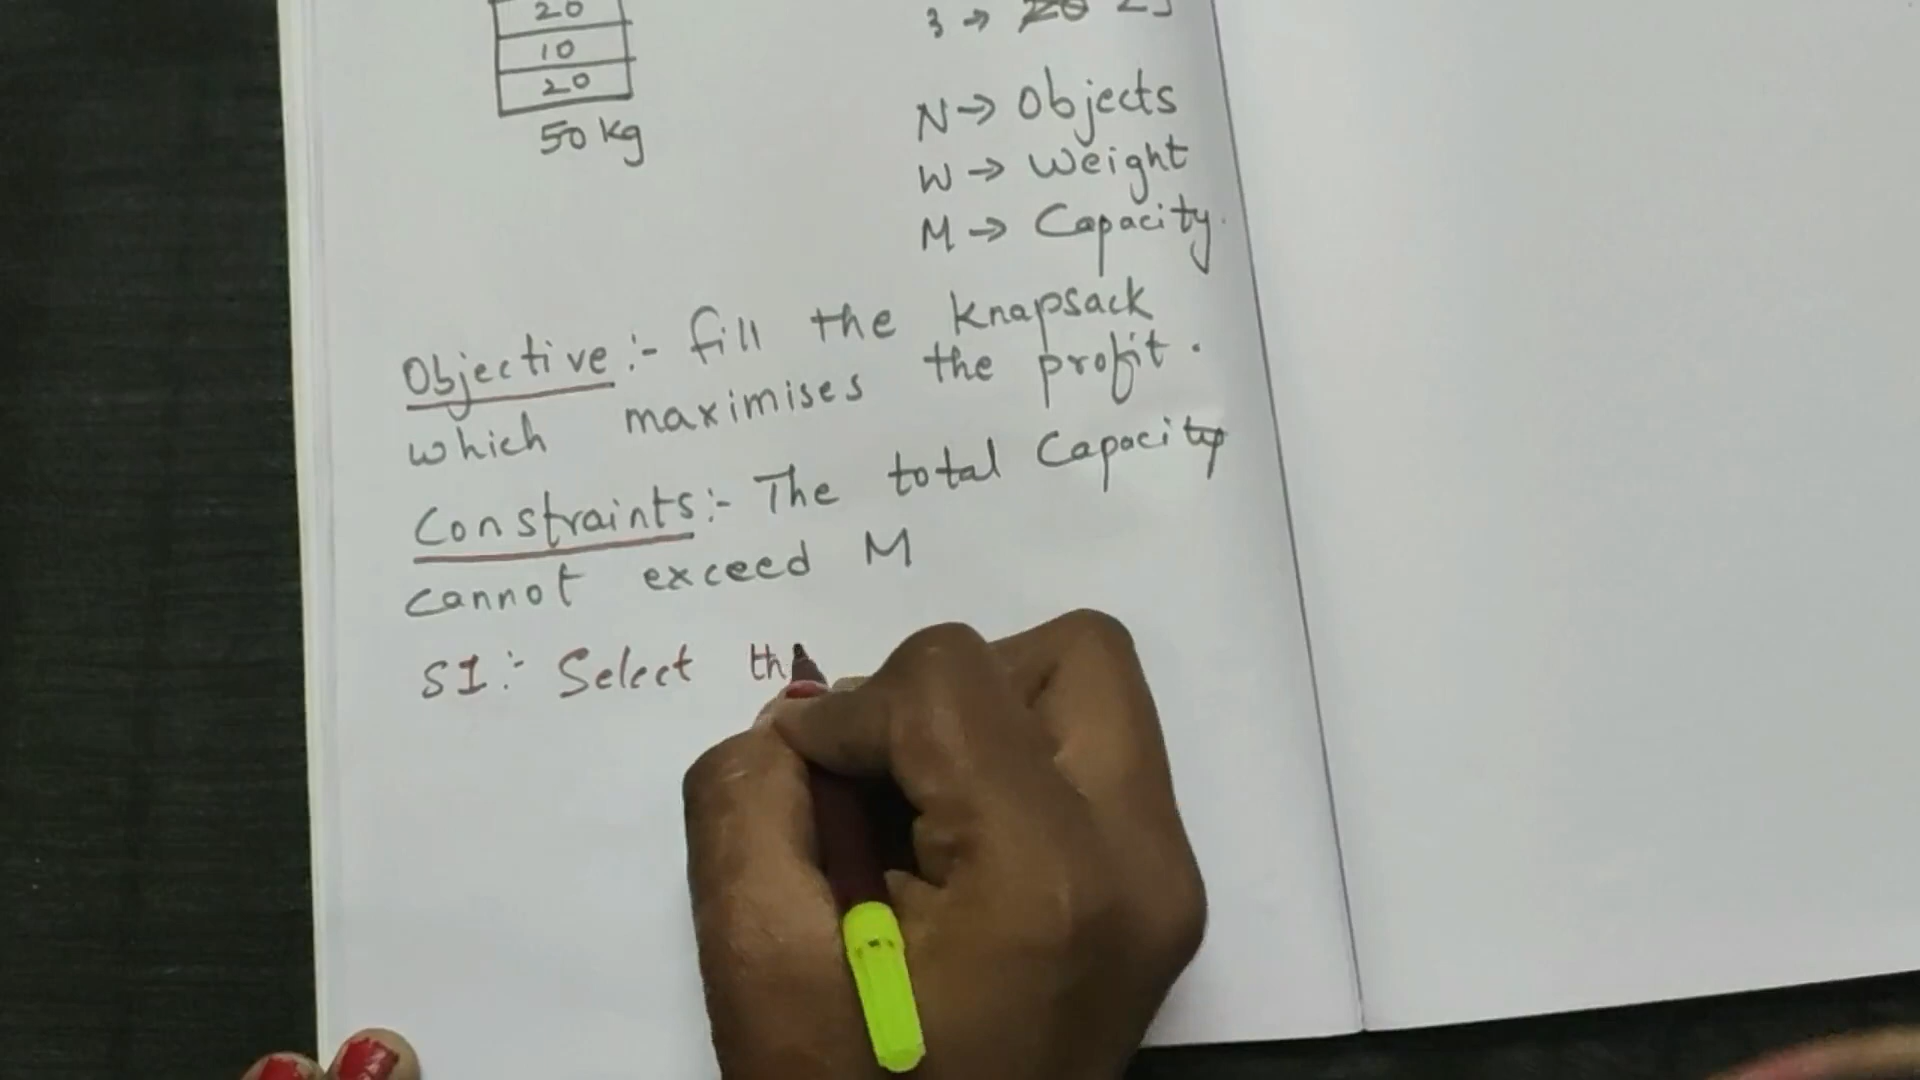 20
10
20
50 kg
3 →
N → Objects
W → Weight
M → Capacity.
Objective :- fill the knapsack
which maximises the profit.
Constraints :- The total Capacity
cannot exceed M
S1 :- Select th